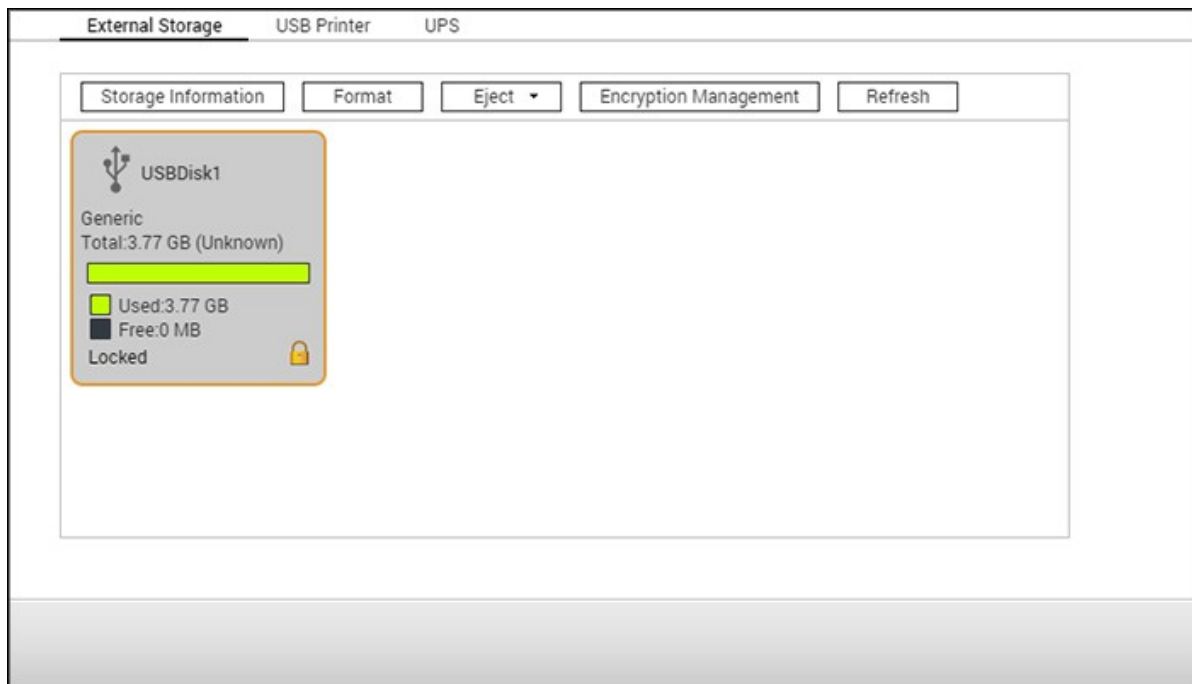 External Storage USB Printer UPS
Storage Information Format Eject Encryption Management Refresh
USBDisk1
Generic
Total:3.77 GB (Unknown)
Used:3.77 GB
Free:0 MB
Locked